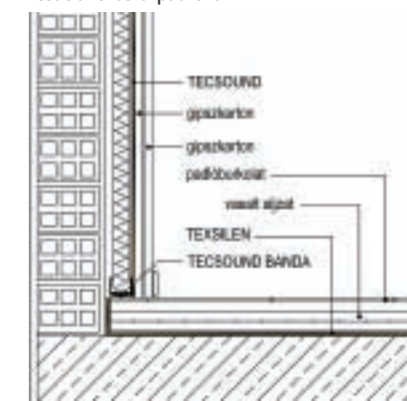 TECSOUND
gipszkarton
gipszkarton
padlóburkolat
vasalt aljzat
TEXSILEN
TECSOUND BANDA